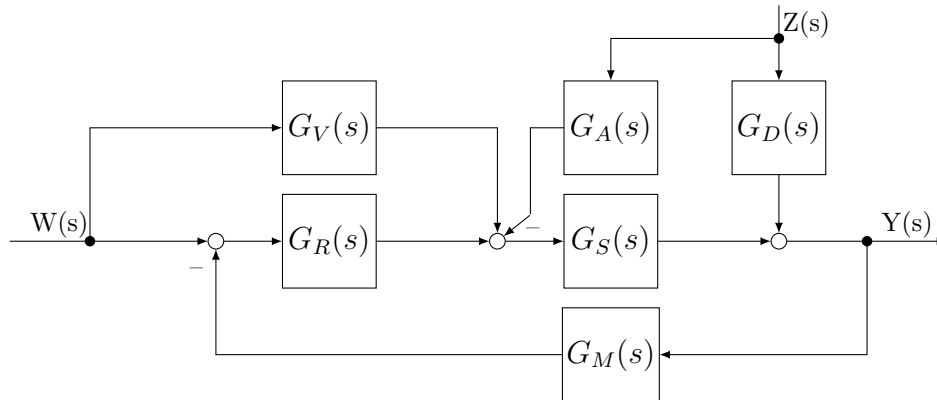 Z(s)
G_V(s)
G_A(s)
G_D(s)
W(s)
G_R(s)
−
G_S(s)
Y(s)
−
G_M(s)